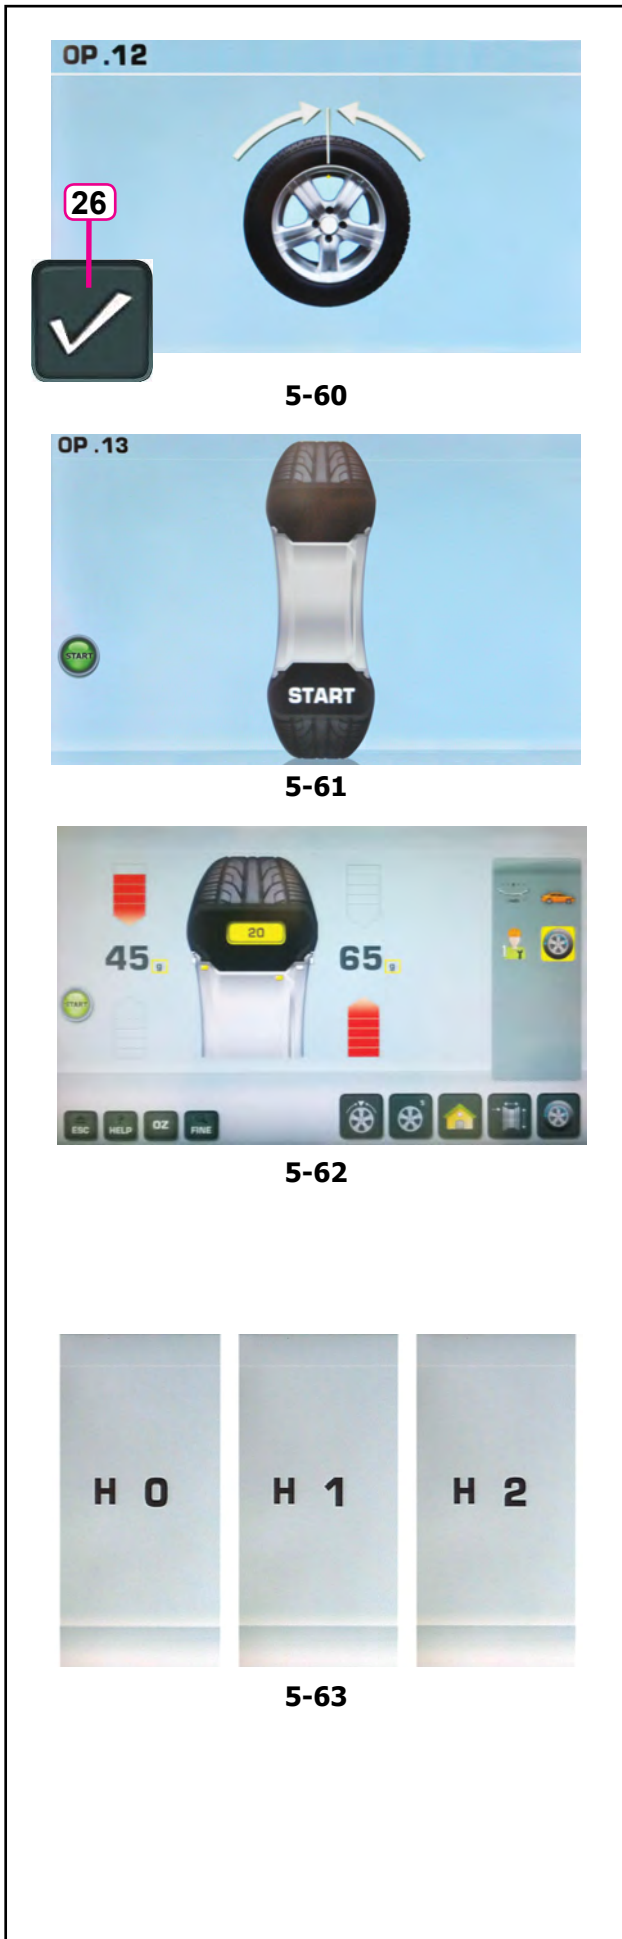 OP.12
26
5-60
OP.13
START
START
5-61
20
45 g
65 g
START
ESC
HELP
OZ
FINE
5-62
H 0
H 1
H 2
5-63